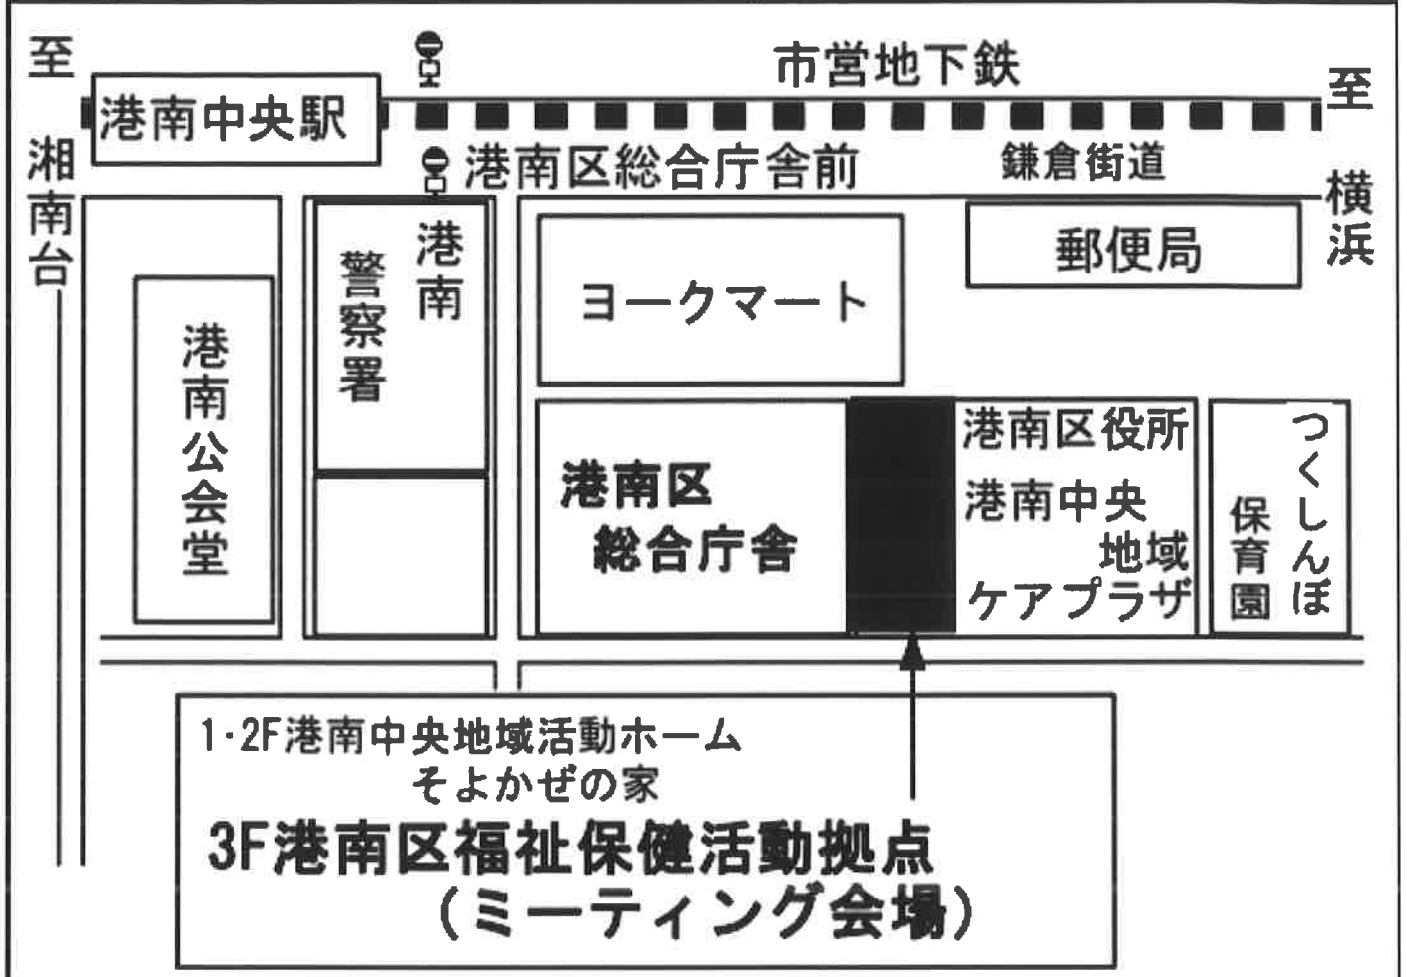 至
湘南台
港南中央駅
市営地下鉄
至
横浜
港南区総合庁舎前
鎌倉街道
港南公会堂
港南
警察署
ヨークマート
郵便局
港南区
総合庁舎
港南区役所
港南中央
地域
ケアプラザ
つくしんぼ
保育園
1・2F港南中央地域活動ホーム
そよかぜの家
3F港南区福祉保健活動拠点
(ミーティング会場)